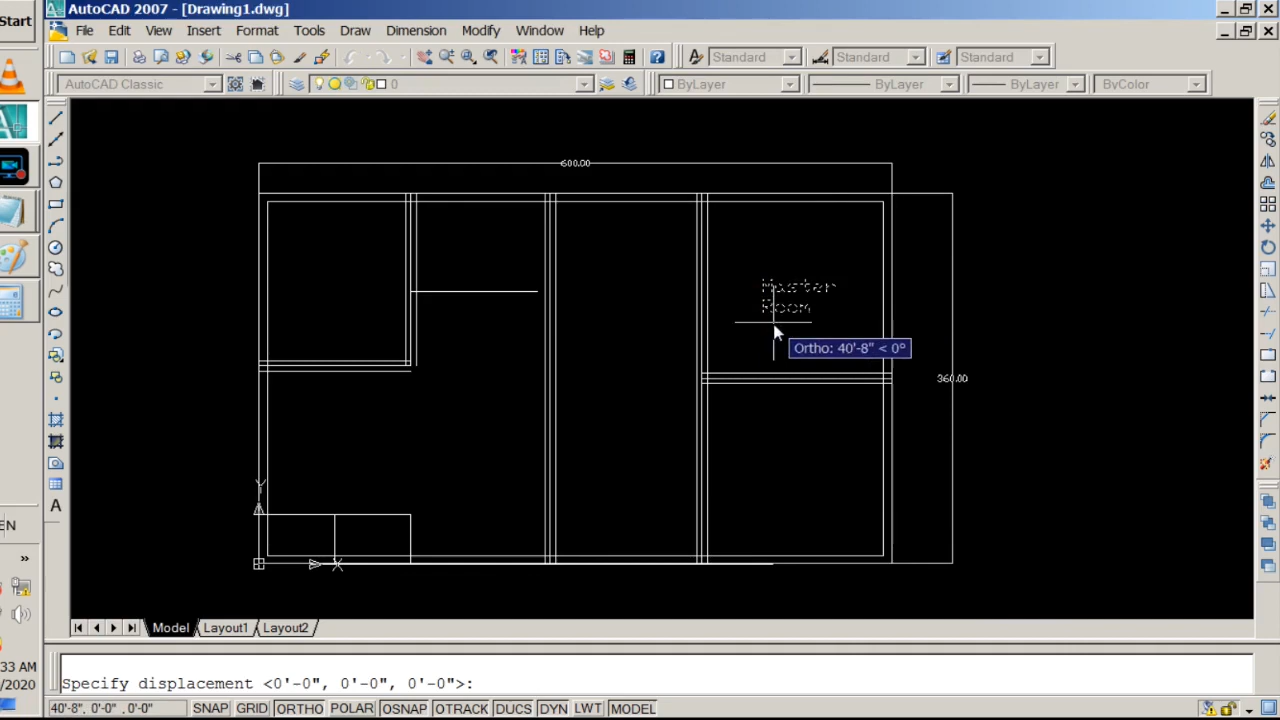 Start
AutoCAD 2007 - [Drawing1.dwg]
File Edit View Insert Format Tools Draw Dimension Modify Window Help
Standard Standard Standard
AutoCAD Classic 0 ByLayer ByLayer ByLayer ByColor
600.00
Master
Room
Ortho: 40'-8" < 0°
360.00
Y
X
A
EN
»
Model Layout1 Layout2
:33 AM
/2020
Specify displacement <0'-0", 0'-0", 0'-0">:
40'-8", 0'-0" , 0'-0" SNAP GRID ORTHO POLAR OSNAP OTRACK DUCS DYN LWT MODEL